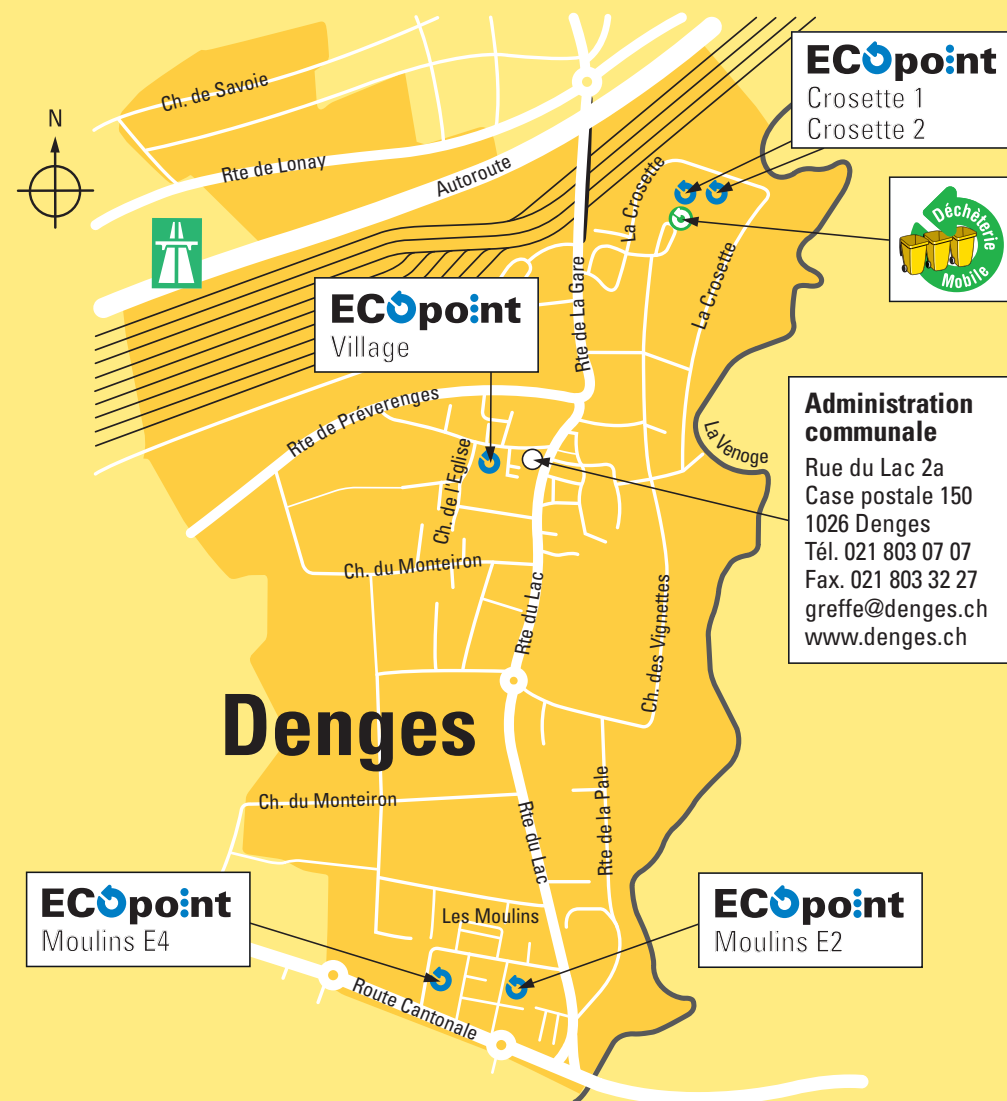 ECOpoint
Crosette 1
Crosette 2
Ch. de Savoie
N
Rte de Lonay
Autoroute
La Crosette
Déchèterie
Mobile
La Crosette
Rte de La Gare
ECOpoint
Village
Rte de Préverenges
Administration
communale
Rue du Lac 2a
Case postale 150
1026 Denges
Tél. 021 803 07 07
Fax. 021 803 32 27
greffe@denges.ch
www.denges.ch
La Venoge
Ch. de l'Eglise
Ch. du Monteiron
Rte du Lac
Ch. des Vignettes
Denges
Ch. du Monteiron
Rte du Lac
Rte de la Pale
ECOpoint
Moulins E4
Les Moulins
ECOpoint
Moulins E2
Route Cantonale